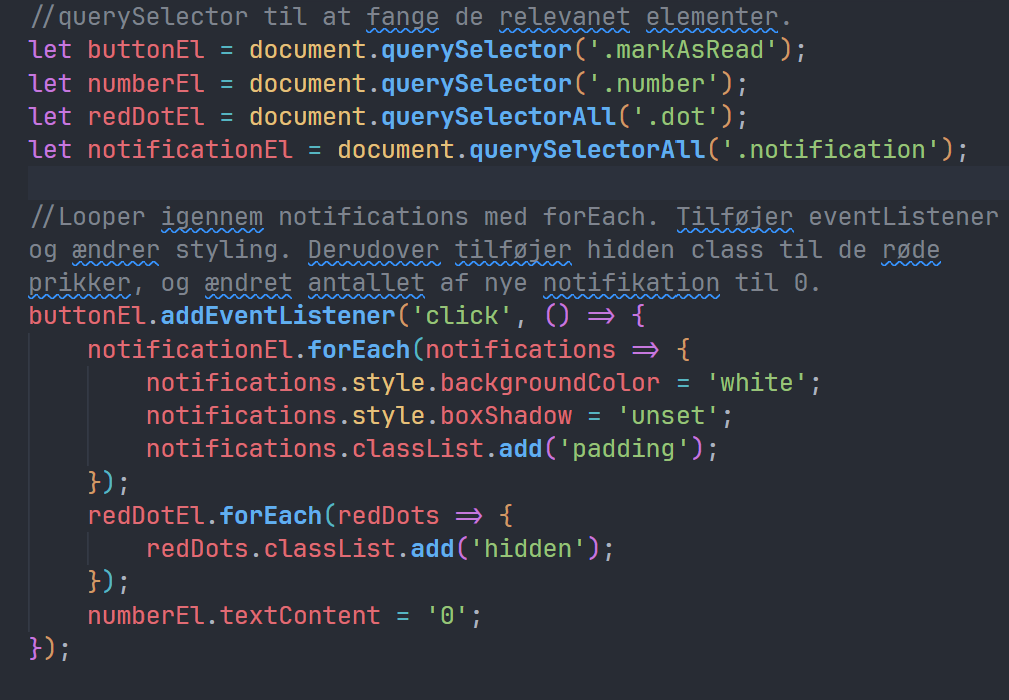 //querySelector til at fange de relevanet elementer.
let buttonEl = document.querySelector('.markAsRead');
let numberEl = document.querySelector('.number');
let redDotEl = document.querySelectorAll('.dot');
let notificationEl = document.querySelectorAll('.notification');
//Looper igennem notifications med forEach. Tilføjer eventListener
og ændrer styling. Derudover tilføjer hidden class til de røde
prikker, og ændret antallet af nye notifikation til 0.
buttonEl.addEventListener('click', () => {
    notificationEl.forEach(notifications => {
        notifications.style.backgroundColor = 'white';
        notifications.style.boxShadow = 'unset';
        notifications.classList.add('padding');
    });
    redDotEl.forEach(redDots => {
        redDots.classList.add('hidden');
    });
    numberEl.textContent = '0';
});